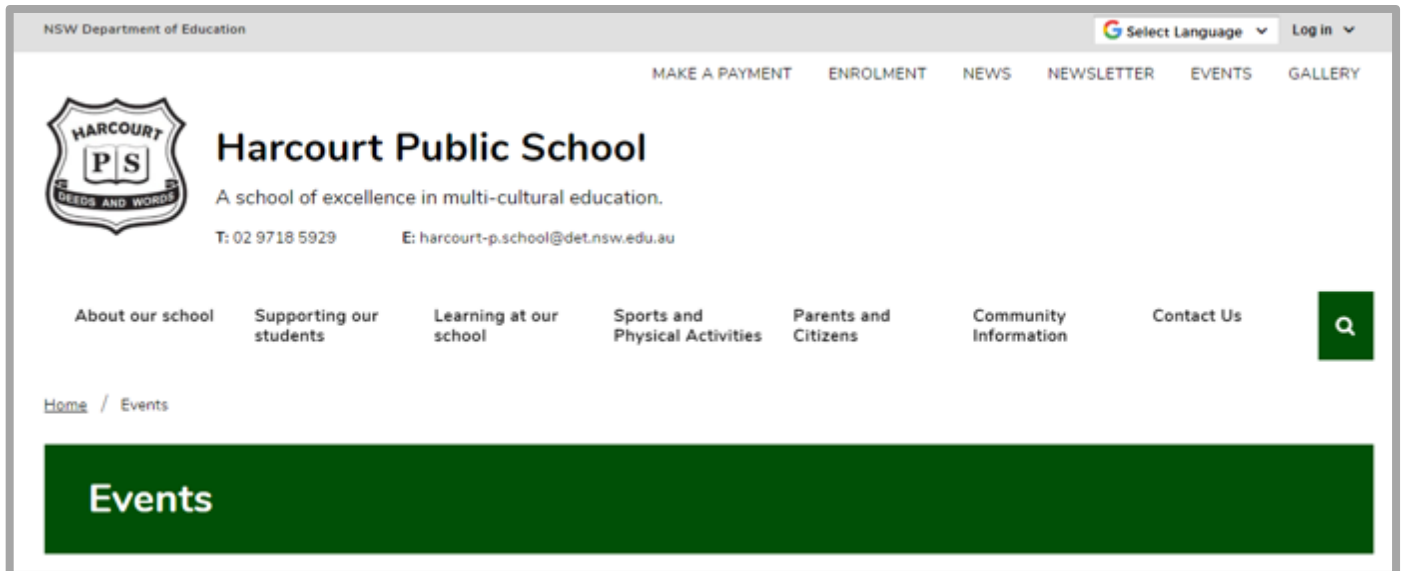 NSW Department of Education
Select Language
Log in
MAKE A PAYMENT ENROLMENT NEWS NEWSLETTER EVENTS GALLERY
HARCOURT
PS
DEEDS AND WORDS
Harcourt Public School
A school of excellence in multi-cultural education.
T: 02 9718 5929 E: harcourt-p.school@det.nsw.edu.au
About our school
Supporting our
students
Learning at our
school
Sports and
Physical Activities
Parents and
Citizens
Community
Information
Contact Us
Home / Events
Events